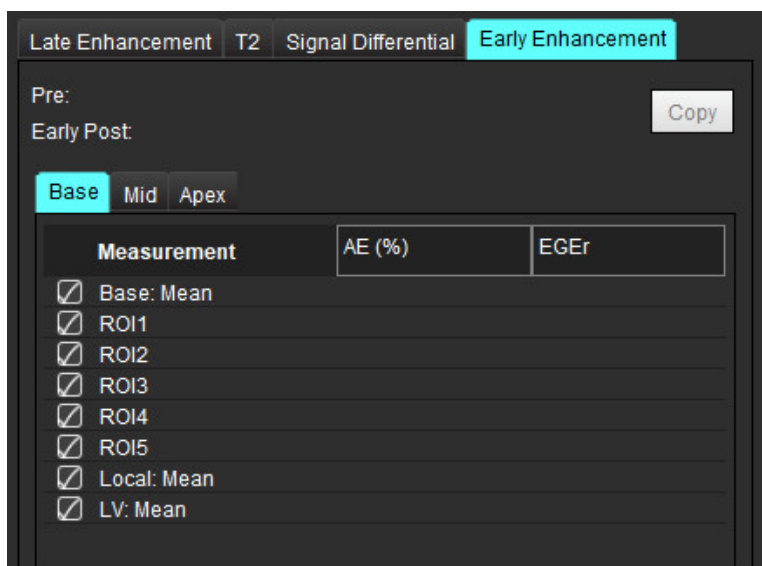 Late Enhancement T2 Signal Differential Early Enhancement
Pre:
Copy
Early Post:
Base Mid Apex
Measurement AE (%) EGEr
Base: Mean
ROI1
ROI2
ROI3
ROI4
ROI5
Local: Mean
LV: Mean